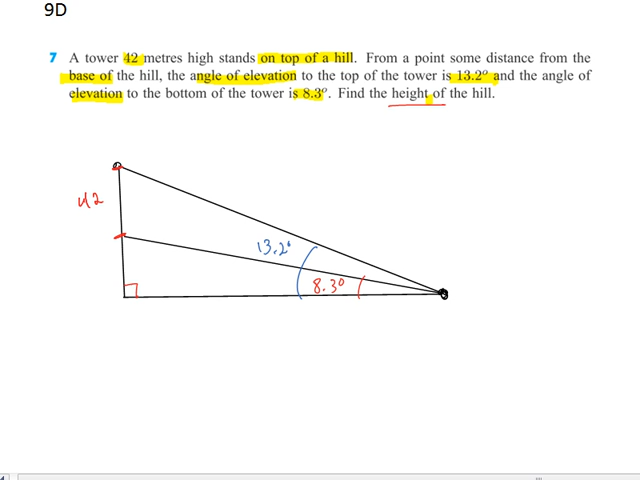 9D
7 A tower 42 metres high stands on top of a hill. From a point some distance from the
base of the hill, the angle of elevation to the top of the tower is 13.2° and the angle of
elevation to the bottom of the tower is 8.3°. Find the height of the hill.
42
13.2°
8.3°